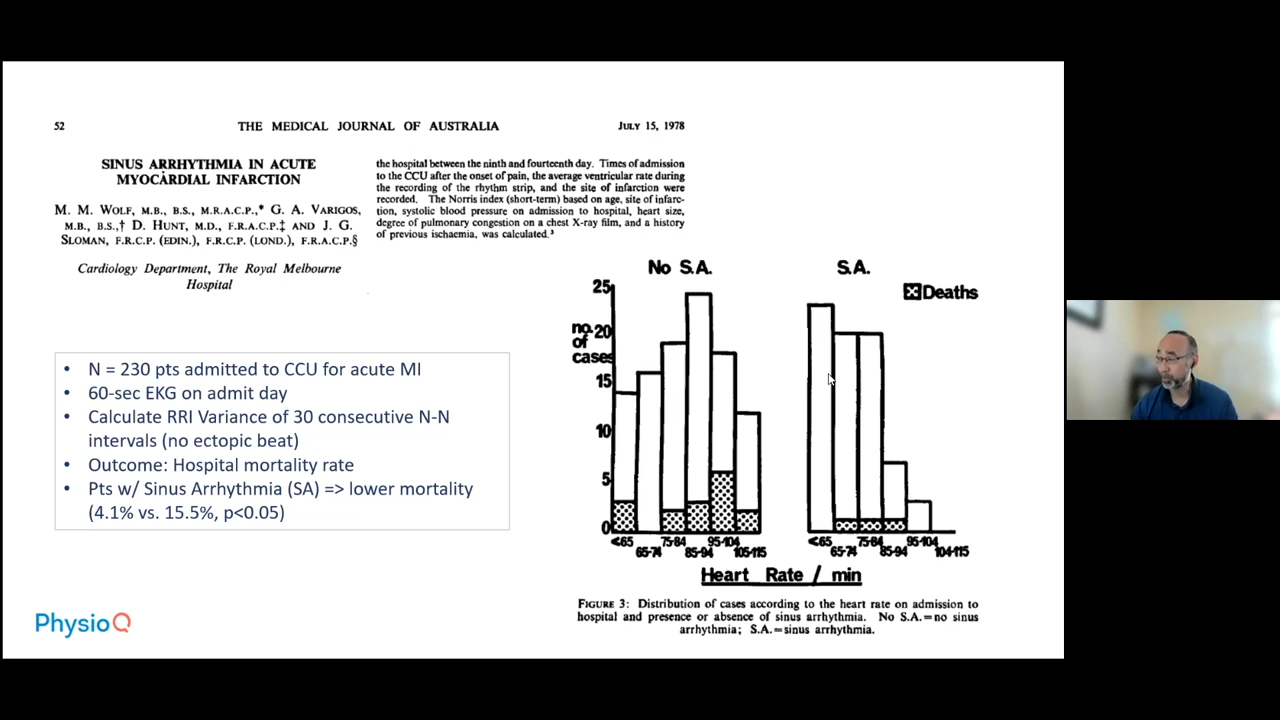 52 THE MEDICAL JOURNAL OF AUSTRALIA JULY 15, 1978
SINUS ARRHYTHMIA IN ACUTE
MYOCARDIAL INFARCTION
M. M. WOLF, M.B., B.S., M.R.A.C.P.,* G. A. VARIGOS,
M.B., B.S.,† D. HUNT, M.D., F.R.A.C.P.‡ AND J. G.
SLOMAN, F.R.C.P. (EDIN.), F.R.C.P. (LOND.), F.R.A.C.P.§
Cardiology Department, The Royal Melbourne
Hospital
the hospital between the ninth and fourteenth day. Times of admission
to the CCU after the onset of pain, the average ventricular rate during
the recording of the rhythm strip, and the site of infarction were
recorded. The Norris index (short-term) based on age, site of infarc-
tion, systolic blood pressure on admission to hospital, heart size,
degree of pulmonary congestion on a chest X-ray film, and a history
of previous ischaemia, was calculated.³
• N = 230 pts admitted to CCU for acute MI
• 60-sec EKG on admit day
• Calculate RRI Variance of 30 consecutive N-N
intervals (no ectopic beat)
• Outcome: Hospital mortality rate
• Pts w/ Sinus Arrhythmia (SA) => lower mortality
(4.1% vs. 15.5%, p<0.05)
No S.A. S.A.
Deaths
25
20
15
10
5
0
no.
of
cases
<65 65-74 75-84 85-94 95-104 105-115
<65 65-74 75-84 85-94 95-104 104-115
Heart Rate / min
FIGURE 3: Distribution of cases according to the heart rate on admission to
hospital and presence or absence of sinus arrhythmia. No S.A.=no sinus
arrhythmia; S.A.=sinus arrhythmia.
PhysioQ